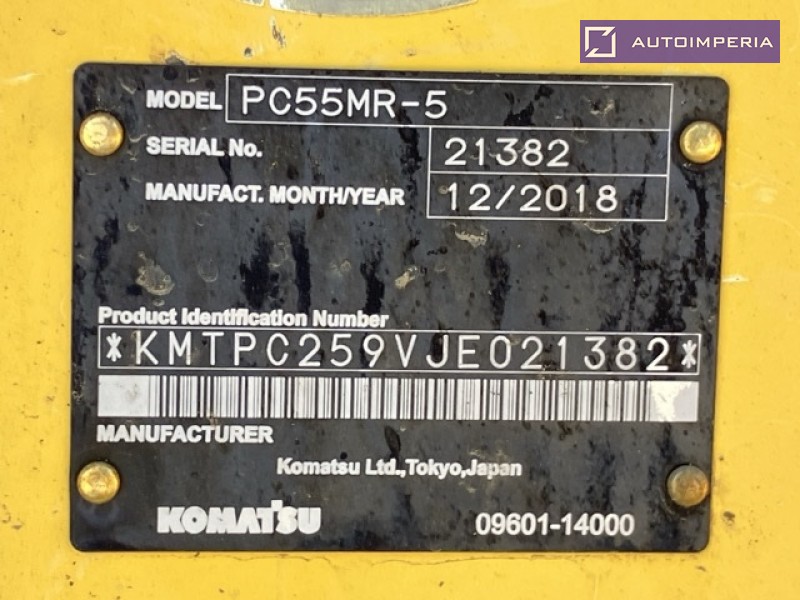 AUTOIMPERIA
MODEL PC55MR-5
SERIAL No. 21382
MANUFACT. MONTH/YEAR 12/2018
Product Identification Number
*KMTPC259VJE021382*
MANUFACTURER
Komatsu Ltd.,Tokyo,Japan
KOMATSU 09601-14000